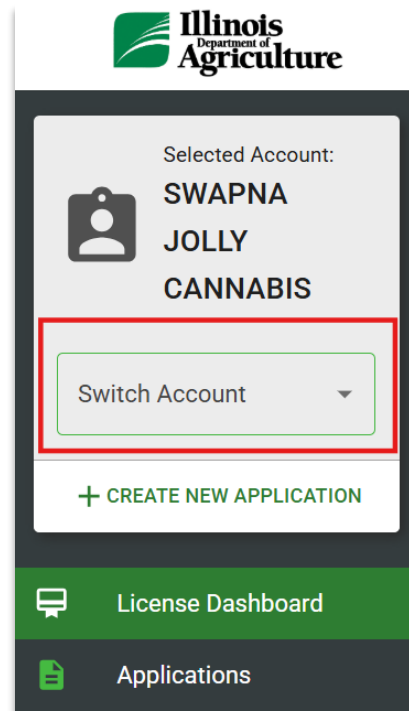 Illinois
Department of
Agriculture
Selected Account:
SWAPNA
JOLLY
CANNABIS
Switch Account
+ CREATE NEW APPLICATION
License Dashboard
Applications